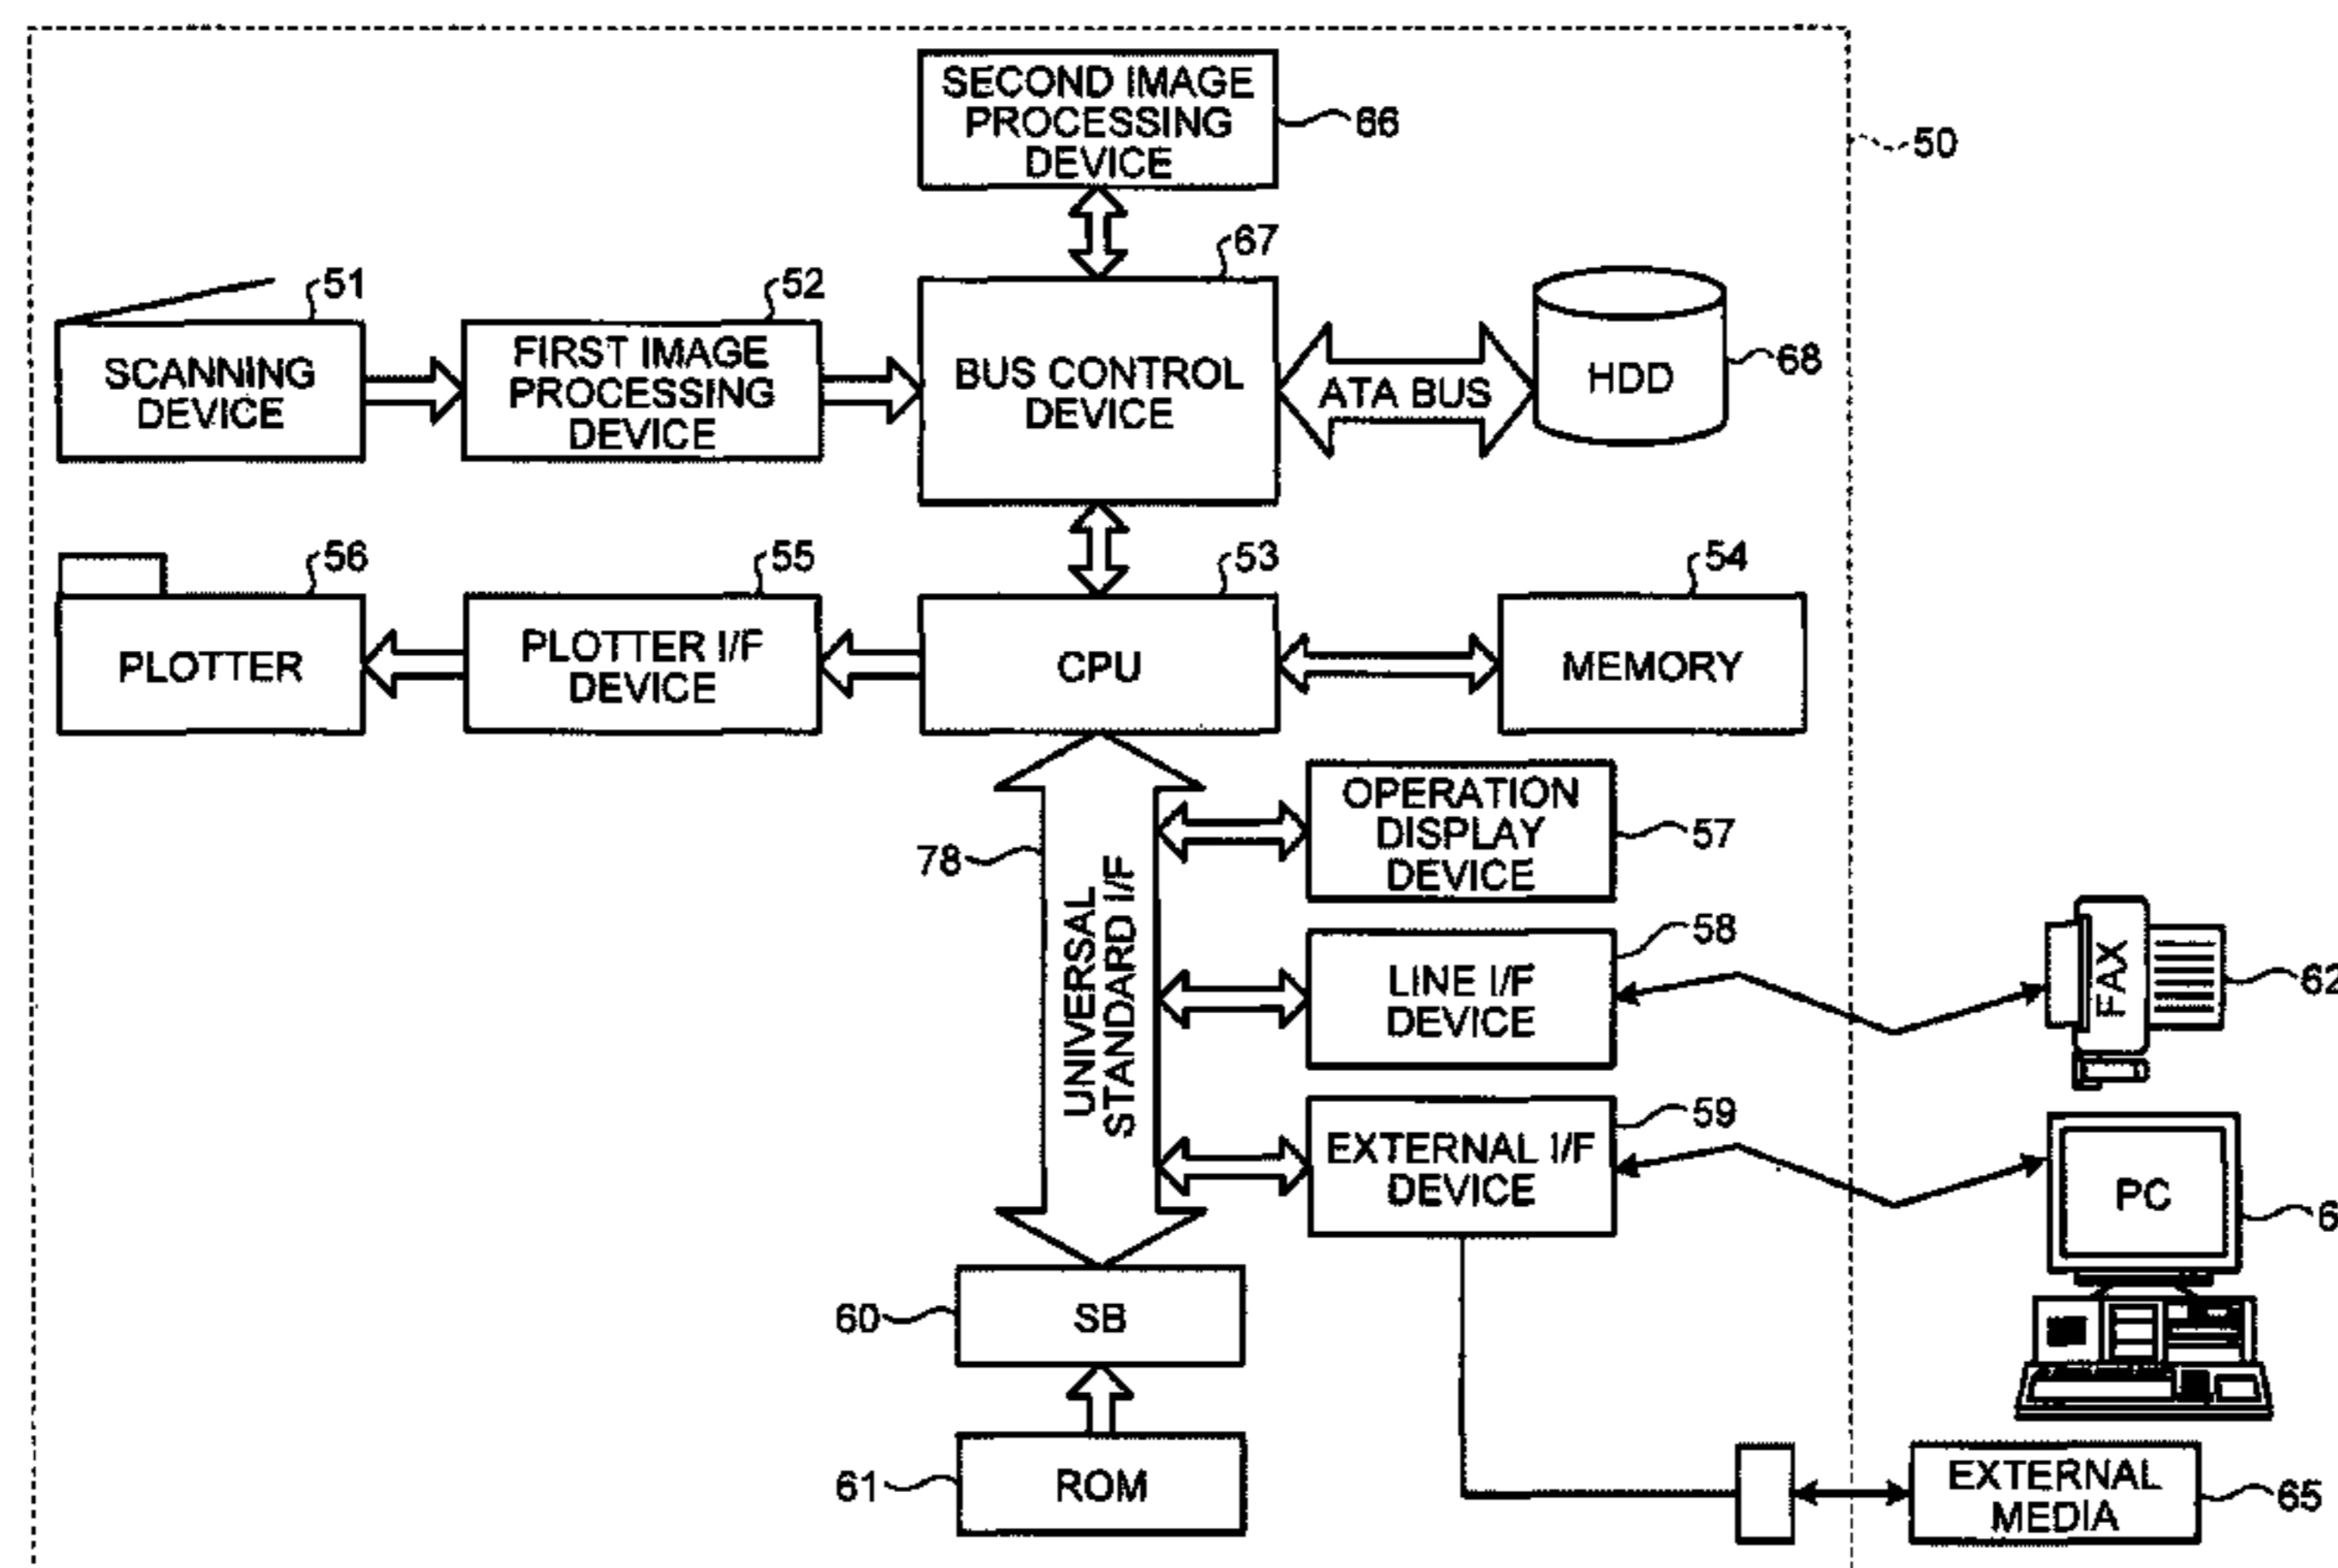 SECOND IMAGE
PROCESSING
DEVICE
66
50
67
51
52
SCANNING
DEVICE
FIRST IMAGE
PROCESSING
DEVICE
BUS CONTROL
DEVICE
ATA BUS
HDD
68
56
55
53
54
PLOTTER
PLOTTER I/F
DEVICE
CPU
MEMORY
78
UNIVERSAL
STANDARD I/F
OPERATION
DISPLAY
DEVICE
57
58
LINE I/F
DEVICE
FAX
62
59
EXTERNAL I/F
DEVICE
PC
60
SB
61
ROM
EXTERNAL
MEDIA
65